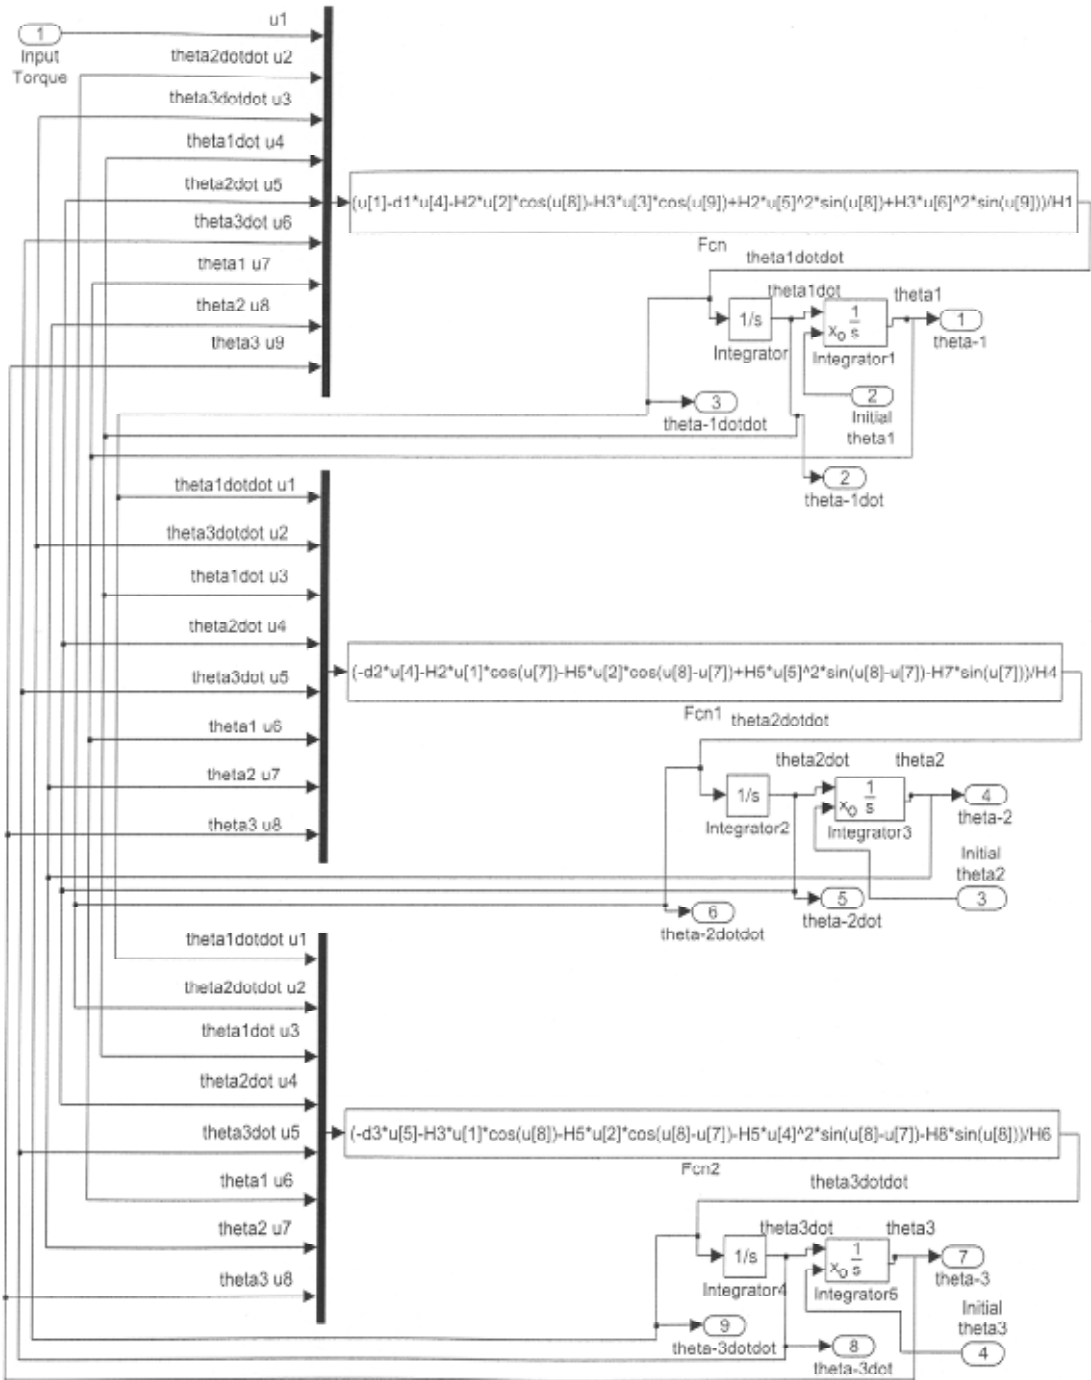 u1
1
Input
Torque
theta2dotdot u2
theta3dotdot u3
theta1dot u4
theta2dot u5
(u[1]-d1*u[4]-H2*u[2]*cos(u[8])-H3*u[3]*cos(u[9])+H2*u[5]^2*sin(u[8])+H3*u[6]^2*sin(u[9]))/H1
theta3dot u6
Fcn
theta1dotdot
theta1 u7
theta1dot
theta1
theta2 u8
1/s
1
s
xo
1
theta3 u9
Integrator
Integrator1
theta-1
3
2
theta-1dotdot
Initial
theta1
2
theta-1dot
theta1dotdot u1
theta3dotdot u2
theta1dot u3
theta2dot u4
(-d2*u[4]-H2*u[1]*cos(u[7])-H5*u[2]*cos(u[8]-u[7])+H5*u[5]^2*sin(u[8]-u[7])-H7*sin(u[7]))/H4
theta3dot u5
Fcn1
theta2dotdot
theta1 u6
theta2dot
theta2
theta2 u7
1/s
1
s
xo
4
theta3 u8
Integrator2
Integrator3
theta-2
Initial
theta2
3
5
6
theta-2dot
theta-2dotdot
theta1dotdot u1
theta2dotdot u2
theta1dot u3
theta2dot u4
theta3dot u5
(-d3*u[5]-H3*u[1]*cos(u[8])-H5*u[2]*cos(u[8]-u[7])-H5*u[4]^2*sin(u[8]-u[7])-H8*sin(u[8]))/H6
Fcn2
theta1 u6
theta3dotdot
theta2 u7
theta3dot
theta3
1/s
1
s
xo
7
theta3 u8
Integrator4
Integrator5
theta-3
Initial
theta3
9
theta-3dotdot
8
4
theta-3dot